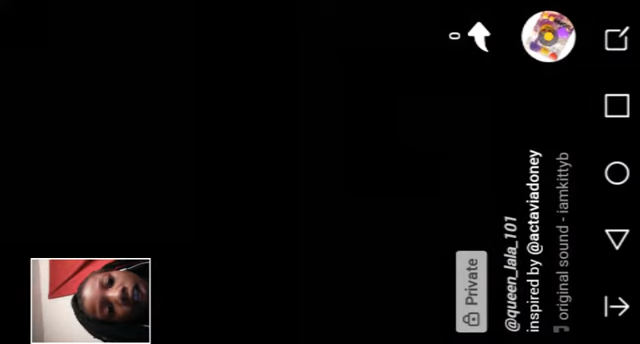 0
Private
@queen_lala_101
inspired by @actaviadoney
original sound - iamkittyb